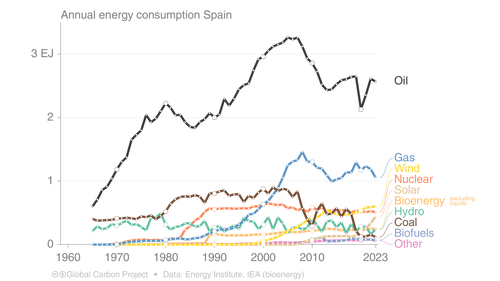 Annual energy consumption Spain
3 EJ
2
1
0
1960
1970
1980
1990
2000
2010
2023
Oil
Gas
Wind
Nuclear
Solar
Bioenergy excluding liquids
Hydro
Coal
Biofuels
Other
Global Carbon Project • Data: Energy Institute, IEA (bioenergy)